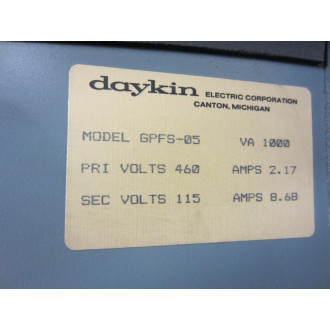 daykin ELECTRIC CORPORATION
CANTON, MICHIGAN
MODEL GPFS-05 VA 1000
PRI VOLTS 460 AMPS 2.17
SEC VOLTS 115 AMPS 8.68